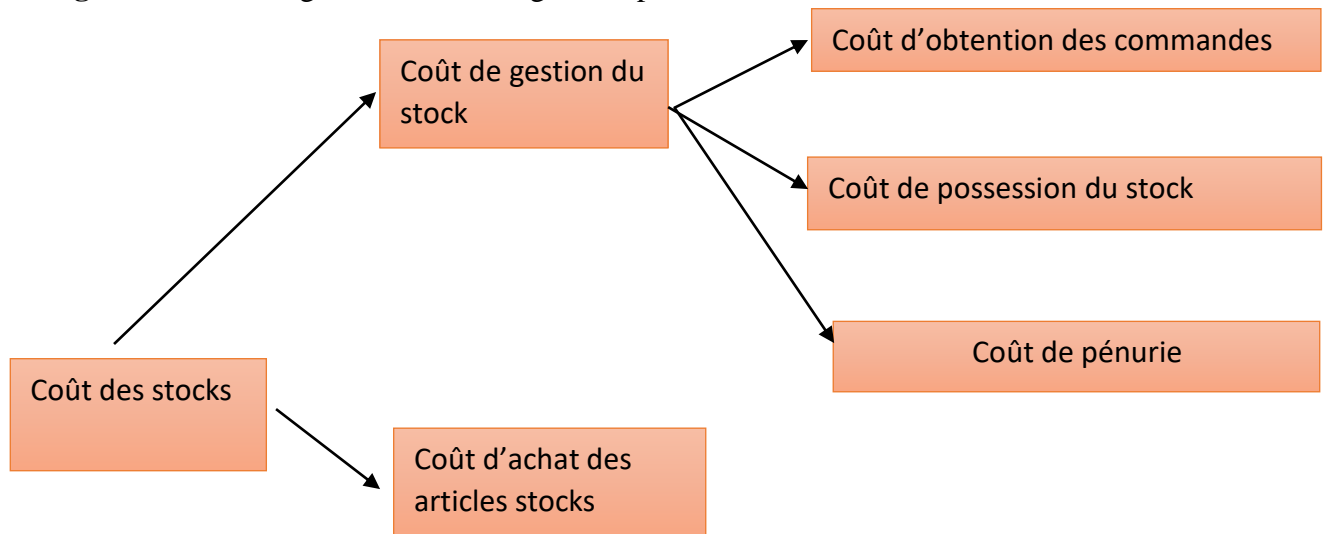 Coût d’obtention des commandes
Coût de gestion du
stock
Coût de possession du stock
Coût de pénurie
Coût des stocks
Coût d’achat des
articles stocks